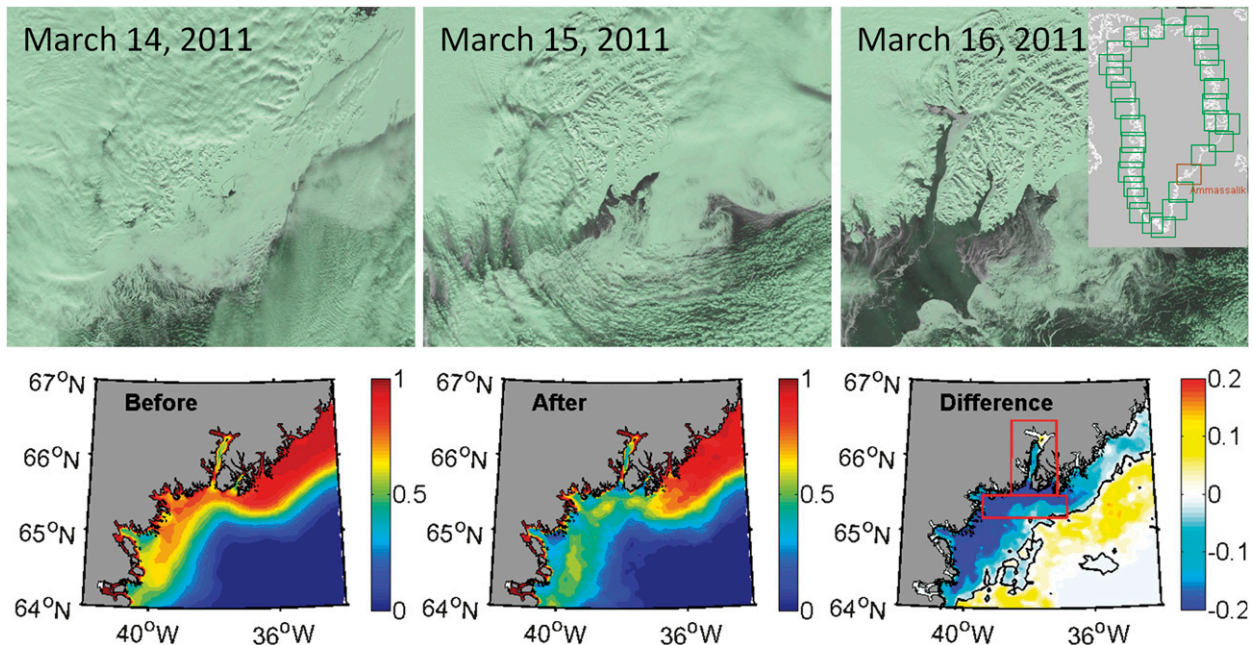 March 14, 2011
March 15, 2011
March 16, 2011
Ammassalik
67°N
66°N
65°N
64°N
40°W
36°W
Before
1
0.5
0
67°N
66°N
65°N
64°N
40°W
36°W
After
1
0.5
0
67°N
66°N
65°N
64°N
40°W
36°W
Difference
0.2
0.1
0
-0.1
-0.2